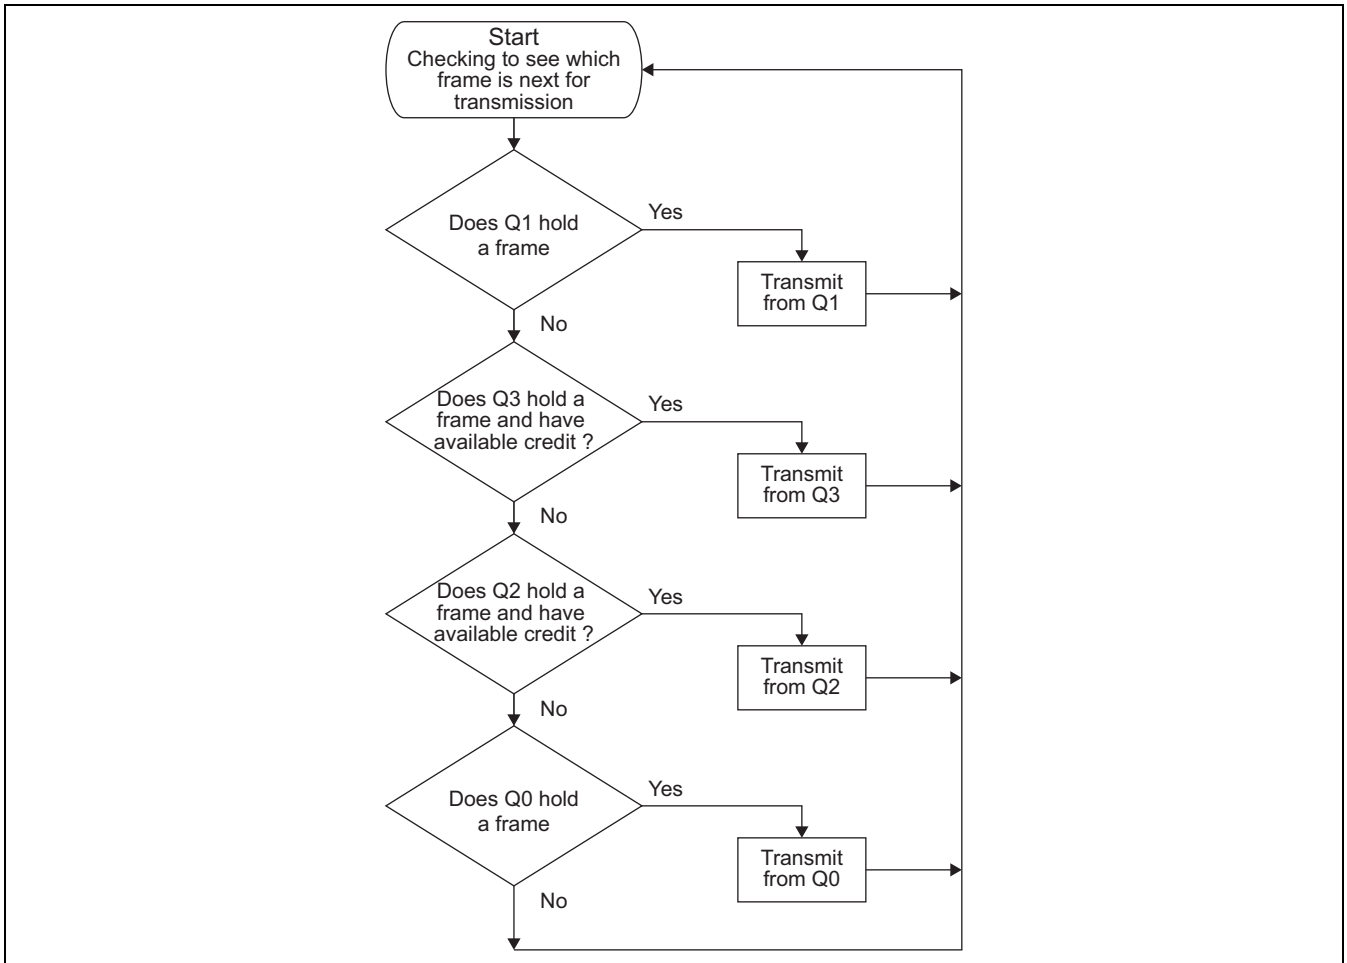 Start
Checking to see which
frame is next for
transmission
Does Q1 hold
a frame
Yes
Transmit
from Q1
No
Does Q3 hold a
frame and have
available credit ?
Yes
Transmit
from Q3
No
Does Q2 hold a
frame and have
available credit ?
Yes
Transmit
from Q2
No
Does Q0 hold
a frame
Yes
Transmit
from Q0
No